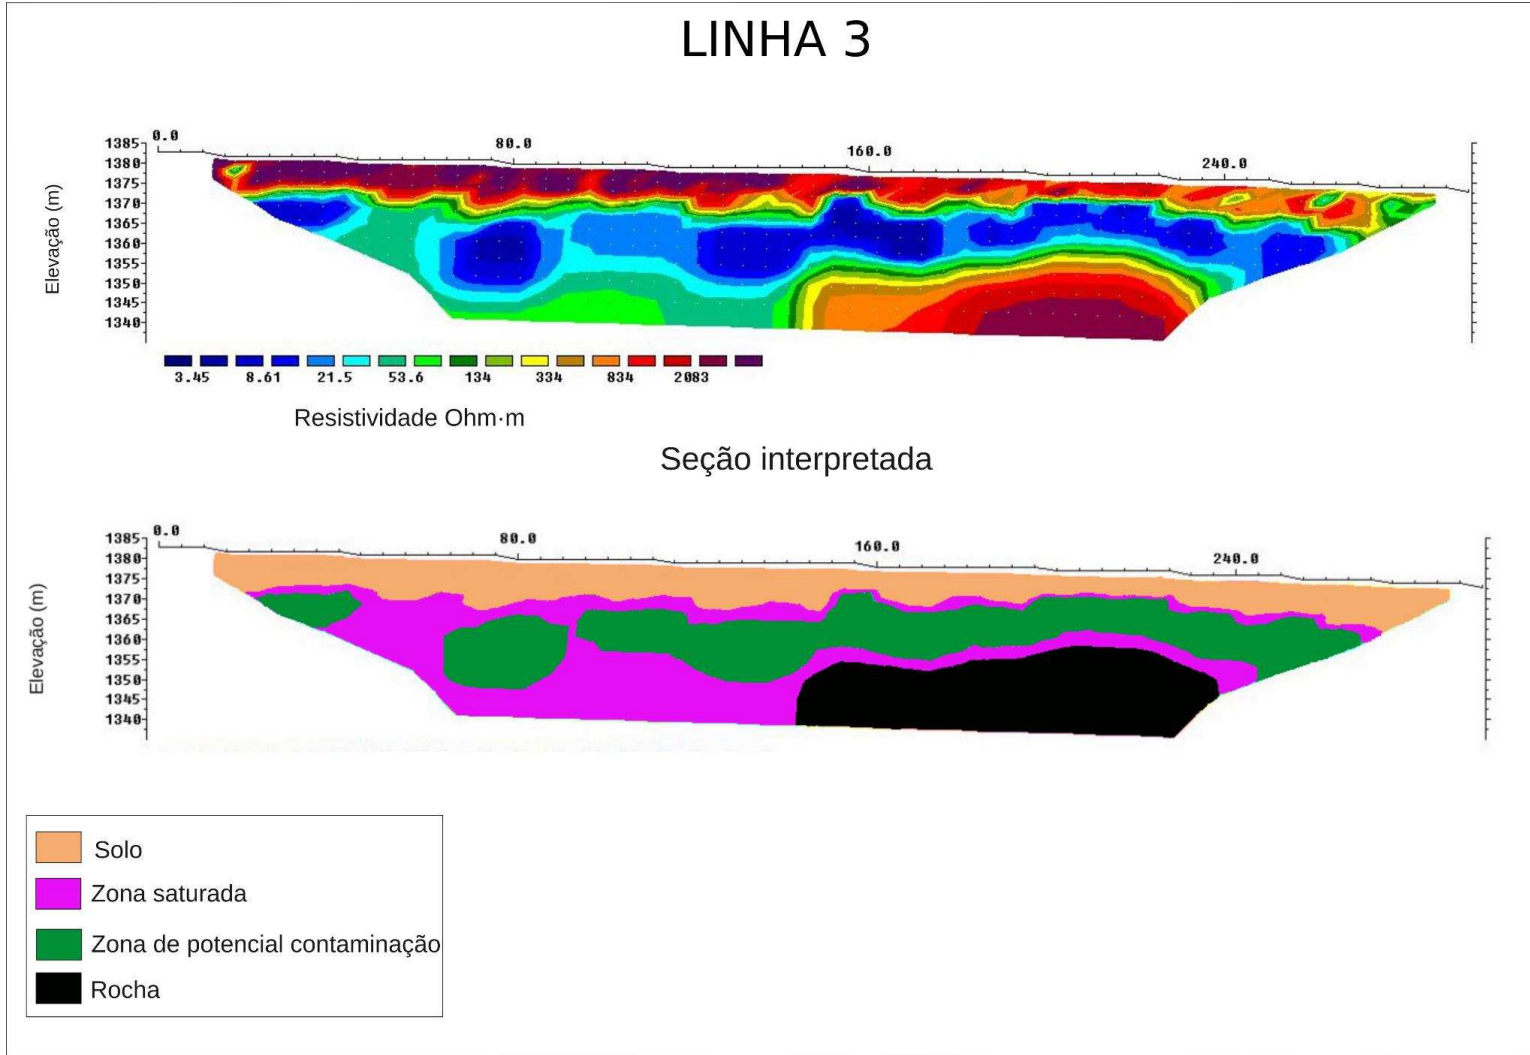 LINHA 3
0.0
80.0
160.0
240.0
1385
1380
1375
1370
1365
1360
1355
1350
1345
1340
Elevação (m)
3.45 8.61 21.5 53.6 134 334 834 2083
Resistividade Ohm·m
Seção interpretada
0.0
80.0
160.0
240.0
1385
1380
1375
1370
1365
1360
1355
1350
1345
1340
Elevação (m)
Solo
Zona saturada
Zona de potencial contaminação
Rocha